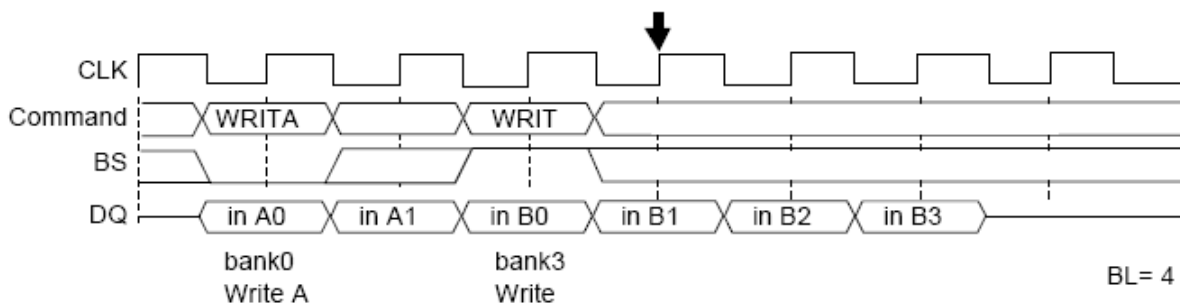 CLK
Command WRITA WRIT
BS
DQ in A0 in A1 in B0 in B1 in B2 in B3
bank0 bank3
Write A Write BL= 4